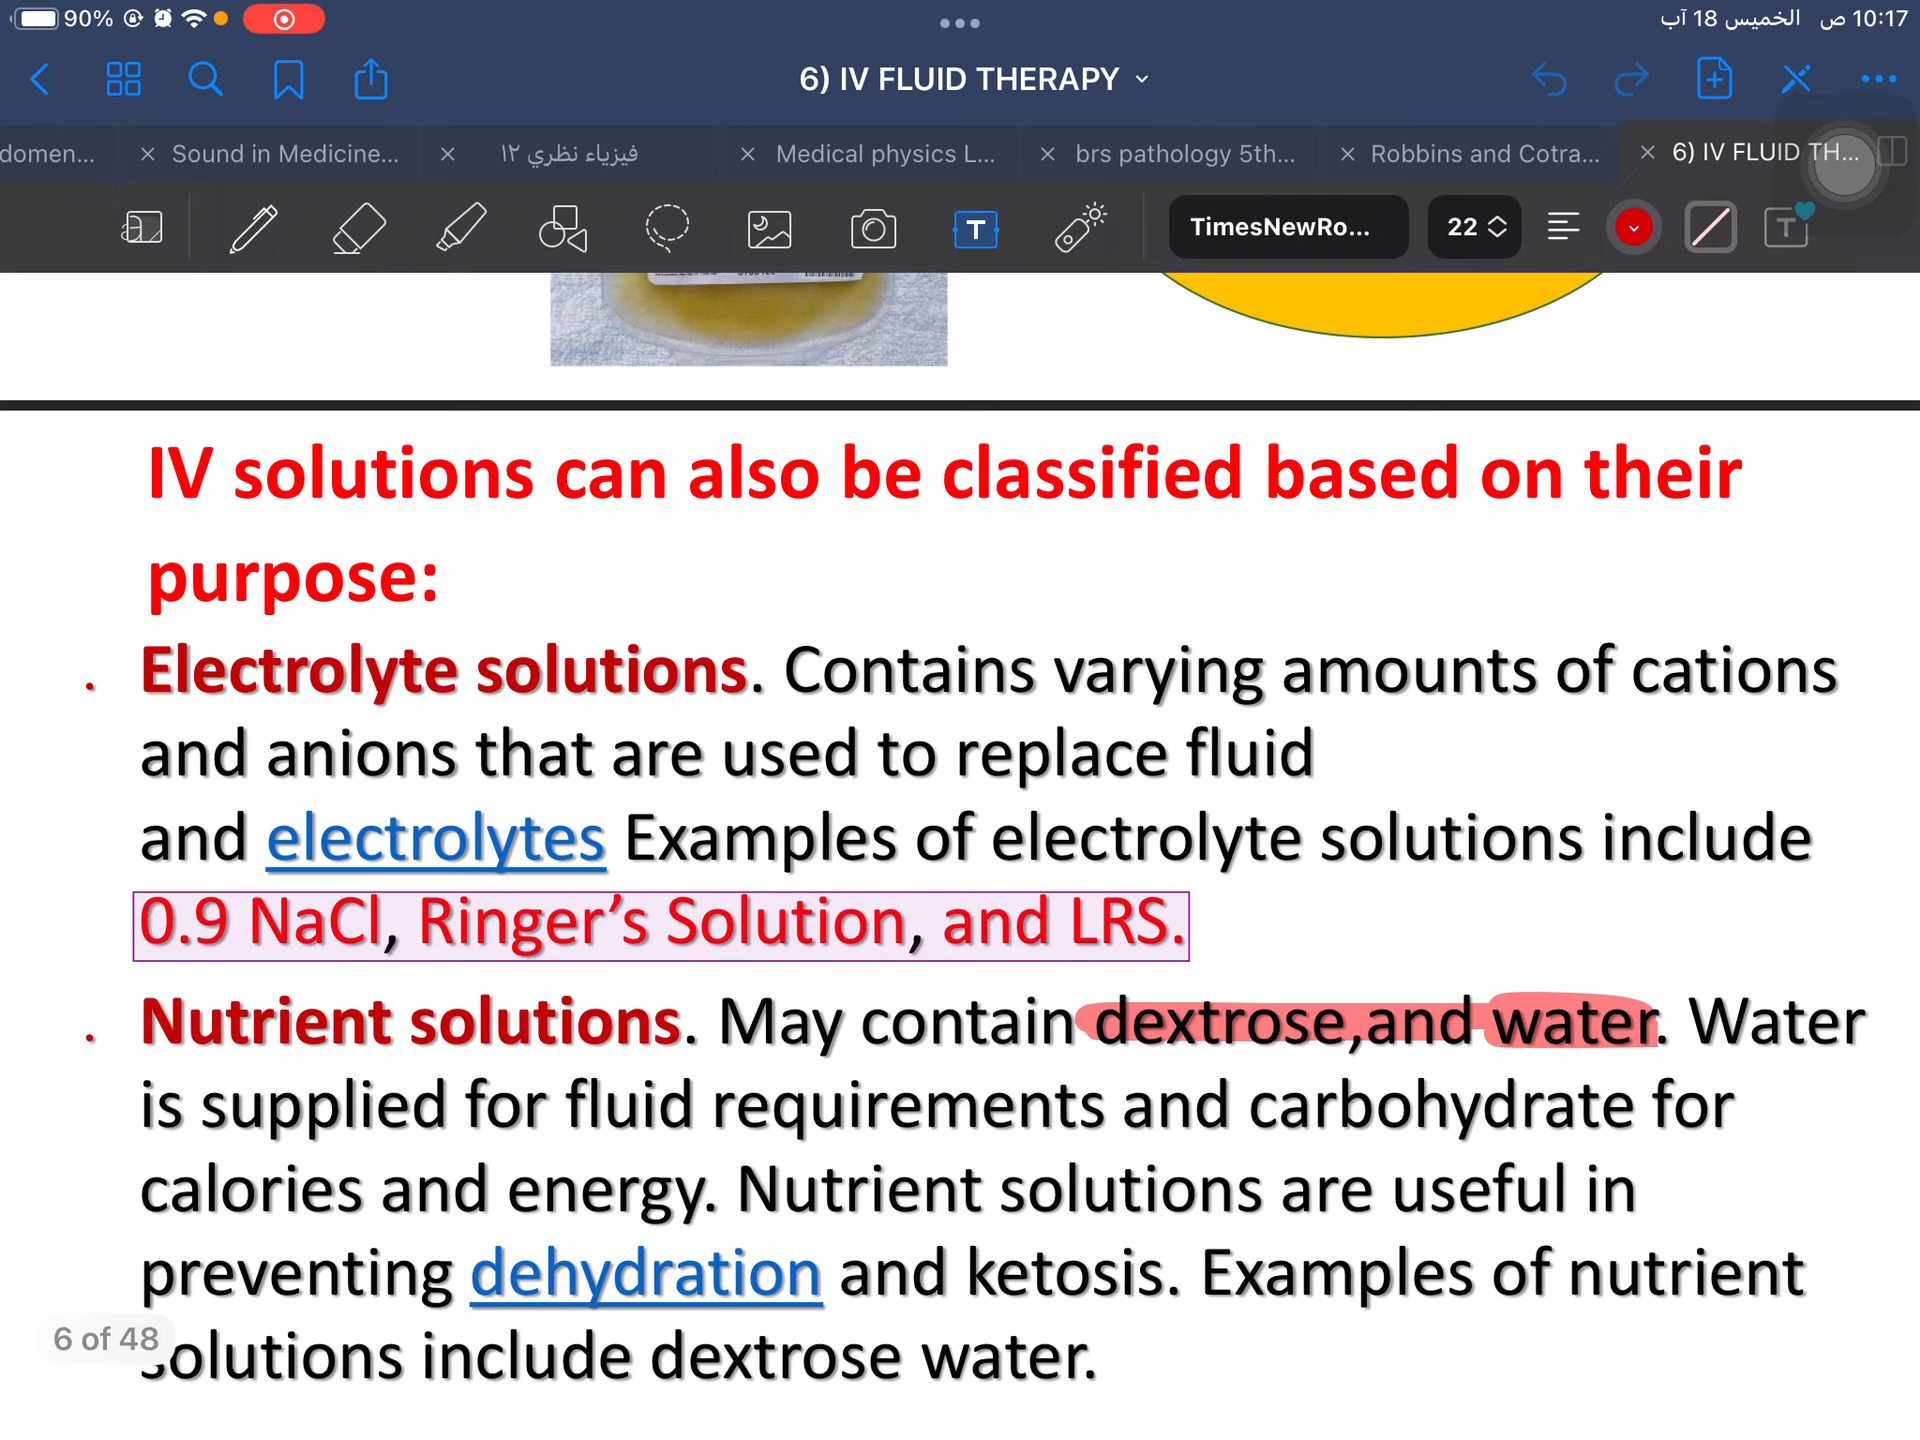 90%
10:17 ص الخميس 18 آب
6) IV FLUID THERAPY
domen...
Sound in Medicine...
فيزياء نظري ١٢
Medical physics L...
brs pathology 5th...
Robbins and Cotra...
6) IV FLUID TH...
TimesNewRo...
22
IV solutions can also be classified based on their
purpose:
• Electrolyte solutions. Contains varying amounts of cations
and anions that are used to replace fluid
and electrolytes Examples of electrolyte solutions include
0.9 NaCl, Ringer’s Solution, and LRS.
• Nutrient solutions. May contain dextrose,and water. Water
is supplied for fluid requirements and carbohydrate for
calories and energy. Nutrient solutions are useful in
preventing dehydration and ketosis. Examples of nutrient
solutions include dextrose water.
6 of 48